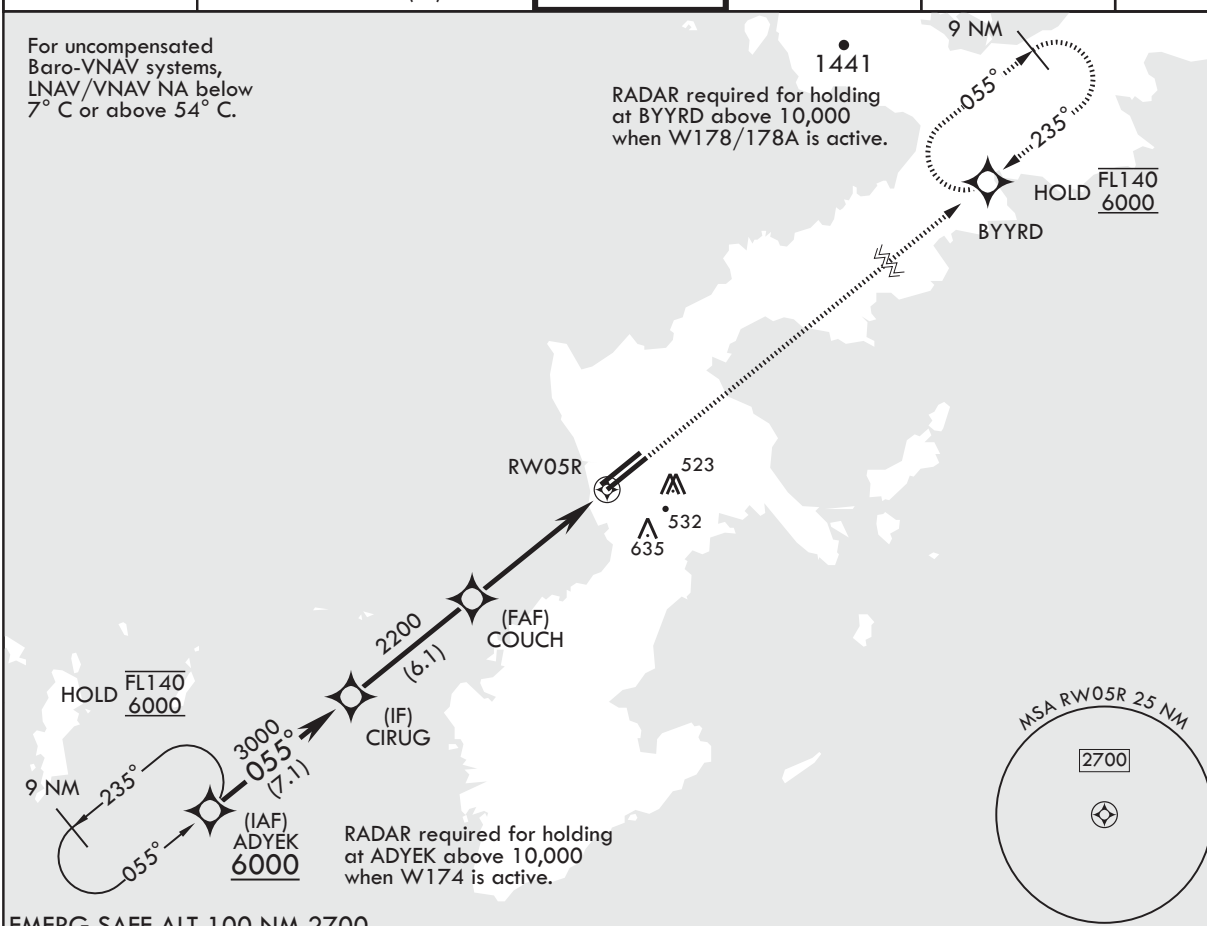 For uncompensated
Baro-VNAV systems,
LNAV/VNAV NA below
7° C or above 54° C.
1441
RADAR required for holding
at BYYRD above 10,000
when W178/178A is active.
9 NM
055°
235°
HOLD
FL140
6000
BYYRD
RW05R
523
532
635
(FAF)
COUCH
2200
(6.1)
HOLD
FL140
6000
(IF)
CIRUG
3000
055°
(7.1)
9 NM
235°
055°
(IAF)
ADYEK
6000
RADAR required for holding
at ADYEK above 10,000
when W174 is active.
MSA RW05R 25 NM
2700
EMERG SAFE ALT 100 NM 2700